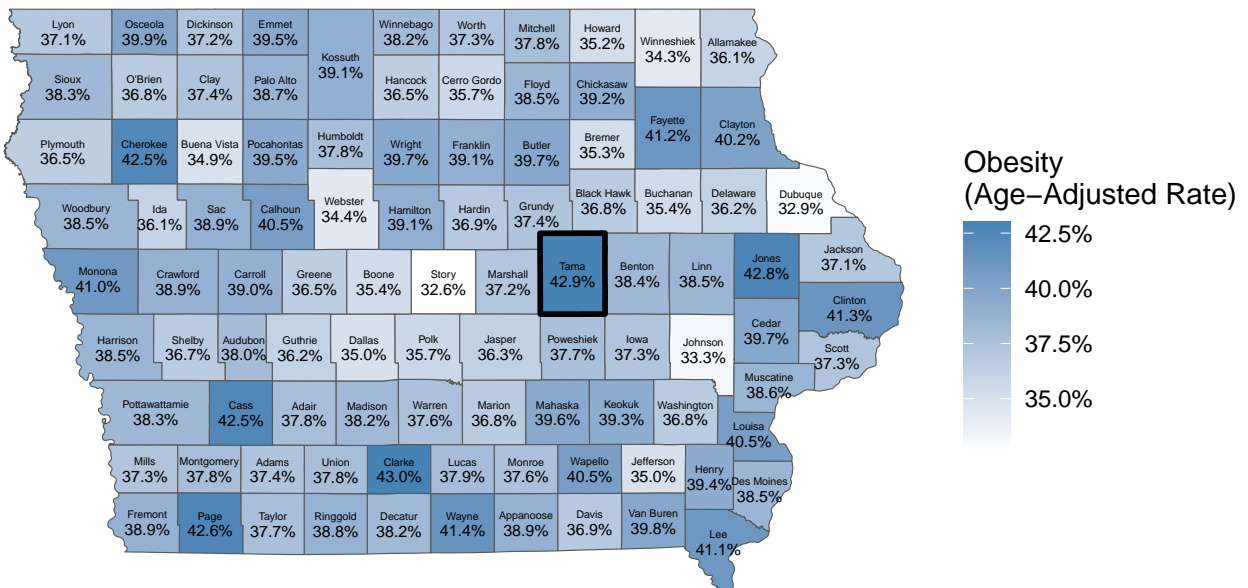 Lyon
37.1%
Osceola
39.9%
Dickinson
37.2%
Emmet
39.5%
Kossuth
39.1%
Winnebago
38.2%
Worth
37.3%
Mitchell
37.8%
Howard
35.2%
Winneshiek
34.3%
Allamakee
36.1%
Sioux
38.3%
O'Brien
36.8%
Clay
37.4%
Palo Alto
38.7%
Hancock
36.5%
Cerro Gordo
35.7%
Floyd
38.5%
Chickasaw
39.2%
Fayette
41.2%
Clayton
40.2%
Plymouth
36.5%
Cherokee
42.5%
Buena Vista
34.9%
Pocahontas
39.5%
Humboldt
37.8%
Wright
39.7%
Franklin
39.1%
Butler
39.7%
Bremer
35.3%
Woodbury
38.5%
Ida
36.1%
Sac
38.9%
Calhoun
40.5%
Webster
34.4%
Hamilton
39.1%
Hardin
36.9%
Grundy
37.4%
Black Hawk
36.8%
Buchanan
35.4%
Delaware
36.2%
Dubuque
32.9%
Monona
41.0%
Crawford
38.9%
Carroll
39.0%
Greene
36.5%
Boone
35.4%
Story
32.6%
Marshall
37.2%
Tama
42.9%
Benton
38.4%
Linn
38.5%
Jones
42.8%
Jackson
37.1%
Clinton
41.3%
Harrison
38.5%
Shelby
36.7%
Audubon
38.0%
Guthrie
36.2%
Dallas
35.0%
Polk
35.7%
Jasper
36.3%
Poweshiek
37.7%
Iowa
37.3%
Johnson
33.3%
Cedar
39.7%
Scott
37.3%
Muscatine
38.6%
Pottawattamie
38.3%
Cass
42.5%
Adair
37.8%
Madison
38.2%
Warren
37.6%
Marion
36.8%
Mahaska
39.6%
Keokuk
39.3%
Washington
36.8%
Louisa
40.5%
Mills
37.3%
Montgomery
37.8%
Adams
37.4%
Union
37.8%
Clarke
43.0%
Lucas
37.9%
Monroe
37.6%
Wapello
40.5%
Jefferson
35.0%
Henry
39.4%
Des Moines
38.5%
Fremont
38.9%
Page
42.6%
Taylor
37.7%
Ringgold
38.8%
Decatur
38.2%
Wayne
41.4%
Appanoose
38.9%
Davis
36.9%
Van Buren
39.8%
Lee
41.1%
Obesity
(Age−Adjusted Rate)
42.5%
40.0%
37.5%
35.0%